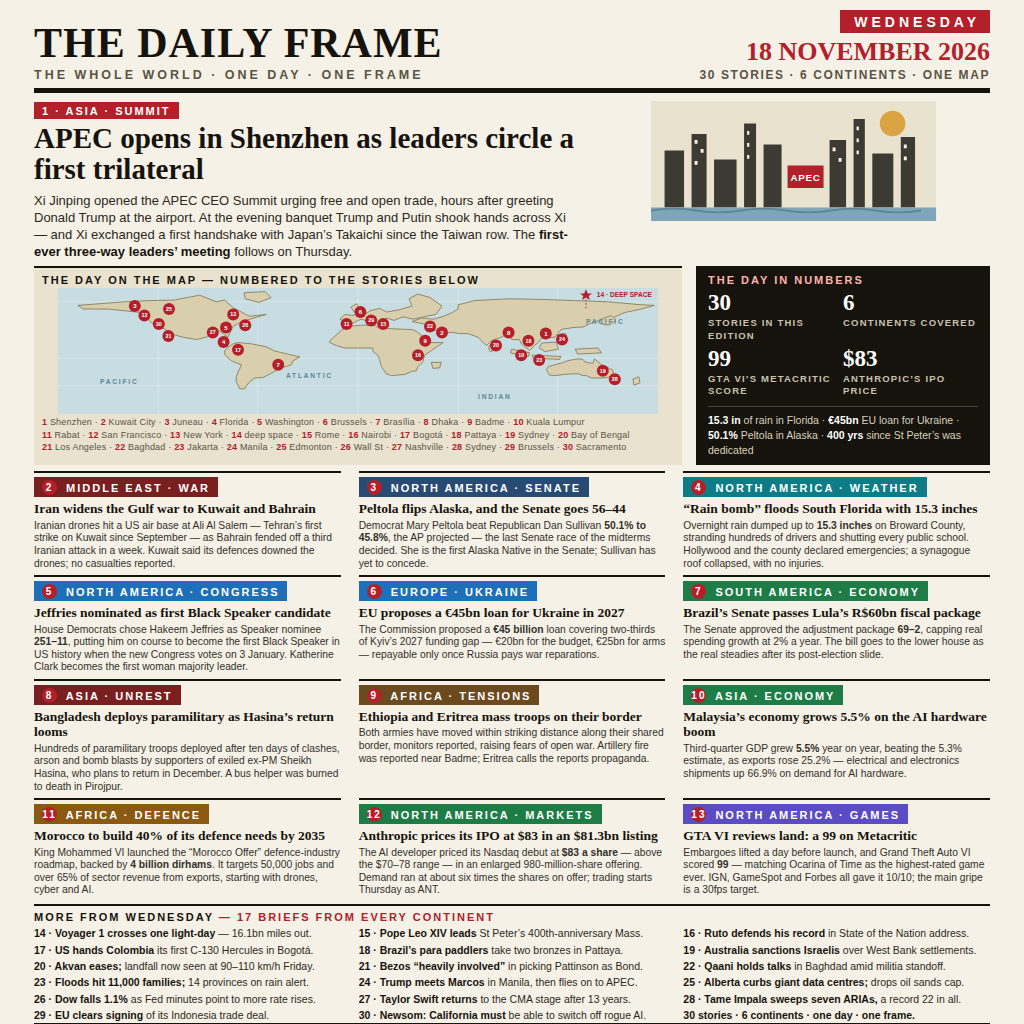 WEDNESDAY
THE DAILY FRAME
18 NOVEMBER 2026
THE WHOLE WORLD · ONE DAY · ONE FRAME
30 STORIES · 6 CONTINENTS · ONE MAP
1 · ASIA · SUMMIT
APEC opens in Shenzhen as leaders circle a
first trilateral
Xi Jinping opened the APEC CEO Summit urging free and open trade, hours after greeting
Donald Trump at the airport. At the evening banquet Trump and Putin shook hands across Xi
— and Xi exchanged a first handshake with Japan's Takaichi since the Taiwan row. The first-
ever three-way leaders' meeting follows on Thursday.
APEC
THE DAY ON THE MAP — NUMBERED TO THE STORIES BELOW
14 · DEEP SPACE
3
25
12
30
21
13
5
26
27
4
17
7
6
11
29
15
22
2
9
16
8
20
18
1
24
10
23
19
28
PACIFIC
ATLANTIC
PACIFIC
INDIAN
1 Shenzhen · 2 Kuwait City · 3 Juneau · 4 Florida · 5 Washington · 6 Brussels · 7 Brasília · 8 Dhaka · 9 Badme · 10 Kuala Lumpur
11 Rabat · 12 San Francisco · 13 New York · 14 deep space · 15 Rome · 16 Nairobi · 17 Bogotá · 18 Pattaya · 19 Sydney · 20 Bay of Bengal
21 Los Angeles · 22 Baghdad · 23 Jakarta · 24 Manila · 25 Edmonton · 26 Wall St · 27 Nashville · 28 Sydney · 29 Brussels · 30 Sacramento
THE DAY IN NUMBERS
30
STORIES IN THIS
EDITION
6
CONTINENTS COVERED
99
GTA VI'S METACRITIC
SCORE
$83
ANTHROPIC'S IPO
PRICE
15.3 in of rain in Florida · €45bn EU loan for Ukraine ·
50.1% Peltola in Alaska · 400 yrs since St Peter's was
dedicated
2 MIDDLE EAST · WAR
Iran widens the Gulf war to Kuwait and Bahrain
Iranian drones hit a US air base at Ali Al Salem — Tehran's first
strike on Kuwait since September — as Bahrain fended off a third
Iranian attack in a week. Kuwait said its defences downed the
drones; no casualties reported.
3 NORTH AMERICA · SENATE
Peltola flips Alaska, and the Senate goes 56–44
Democrat Mary Peltola beat Republican Dan Sullivan 50.1% to
45.8%, the AP projected — the last Senate race of the midterms
decided. She is the first Alaska Native in the Senate; Sullivan has
yet to concede.
4 NORTH AMERICA · WEATHER
“Rain bomb” floods South Florida with 15.3 inches
Overnight rain dumped up to 15.3 inches on Broward County,
stranding hundreds of drivers and shutting every public school.
Hollywood and the county declared emergencies; a synagogue
roof collapsed, with no injuries.
5 NORTH AMERICA · CONGRESS
Jeffries nominated as first Black Speaker candidate
House Democrats chose Hakeem Jeffries as Speaker nominee
251–11, putting him on course to become the first Black Speaker in
US history when the new Congress votes on 3 January. Katherine
Clark becomes the first woman majority leader.
6 EUROPE · UKRAINE
EU proposes a €45bn loan for Ukraine in 2027
The Commission proposed a €45 billion loan covering two-thirds
of Kyiv's 2027 funding gap — €20bn for the budget, €25bn for arms
— repayable only once Russia pays war reparations.
7 SOUTH AMERICA · ECONOMY
Brazil's Senate passes Lula's R$60bn fiscal package
The Senate approved the adjustment package 69–2, capping real
spending growth at 2% a year. The bill goes to the lower house as
the real steadies after its post-election slide.
8 ASIA · UNREST
Bangladesh deploys paramilitary as Hasina's return
looms
Hundreds of paramilitary troops deployed after ten days of clashes,
arson and bomb blasts by supporters of exiled ex-PM Sheikh
Hasina, who plans to return in December. A bus helper was burned
to death in Pirojpur.
9 AFRICA · TENSIONS
Ethiopia and Eritrea mass troops on their border
Both armies have moved within striking distance along their shared
border, monitors reported, raising fears of open war. Artillery fire
was reported near Badme; Eritrea calls the reports propaganda.
10 ASIA · ECONOMY
Malaysia's economy grows 5.5% on the AI hardware
boom
Third-quarter GDP grew 5.5% year on year, beating the 5.3%
estimate, as exports rose 25.2% — electrical and electronics
shipments up 66.9% on demand for AI hardware.
11 AFRICA · DEFENCE
Morocco to build 40% of its defence needs by 2035
King Mohammed VI launched the “Morocco Offer” defence-industry
roadmap, backed by 4 billion dirhams. It targets 50,000 jobs and
over 65% of sector revenue from exports, starting with drones,
cyber and AI.
12 NORTH AMERICA · MARKETS
Anthropic prices its IPO at $83 in an $81.3bn listing
The AI developer priced its Nasdaq debut at $83 a share — above
the $70–78 range — in an enlarged 980-million-share offering.
Demand ran at about six times the shares on offer; trading starts
Thursday as ANT.
13 NORTH AMERICA · GAMES
GTA VI reviews land: a 99 on Metacritic
Embargoes lifted a day before launch, and Grand Theft Auto VI
scored 99 — matching Ocarina of Time as the highest-rated game
ever. IGN, GameSpot and Forbes all gave it 10/10; the main gripe
is a 30fps target.
MORE FROM WEDNESDAY — 17 BRIEFS FROM EVERY CONTINENT
14 · Voyager 1 crosses one light-day — 16.1bn miles out.
15 · Pope Leo XIV leads St Peter's 400th-anniversary Mass.
16 · Ruto defends his record in State of the Nation address.
17 · US hands Colombia its first C-130 Hercules in Bogotá.
18 · Brazil's para paddlers take two bronzes in Pattaya.
19 · Australia sanctions Israelis over West Bank settlements.
20 · Akvan eases; landfall now seen at 90–110 km/h Friday.
21 · Bezos “heavily involved” in picking Pattinson as Bond.
22 · Qaani holds talks in Baghdad amid militia standoff.
23 · Floods hit 11,000 families; 14 provinces on rain alert.
24 · Trump meets Marcos in Manila, then flies on to APEC.
25 · Alberta curbs giant data centres; drops oil sands cap.
26 · Dow falls 1.1% as Fed minutes point to more rate rises.
27 · Taylor Swift returns to the CMA stage after 13 years.
28 · Tame Impala sweeps seven ARIAs, a record 22 in all.
29 · EU clears signing of its Indonesia trade deal.
30 · Newsom: California must be able to switch off rogue AI.
30 stories · 6 continents · one day · one frame.